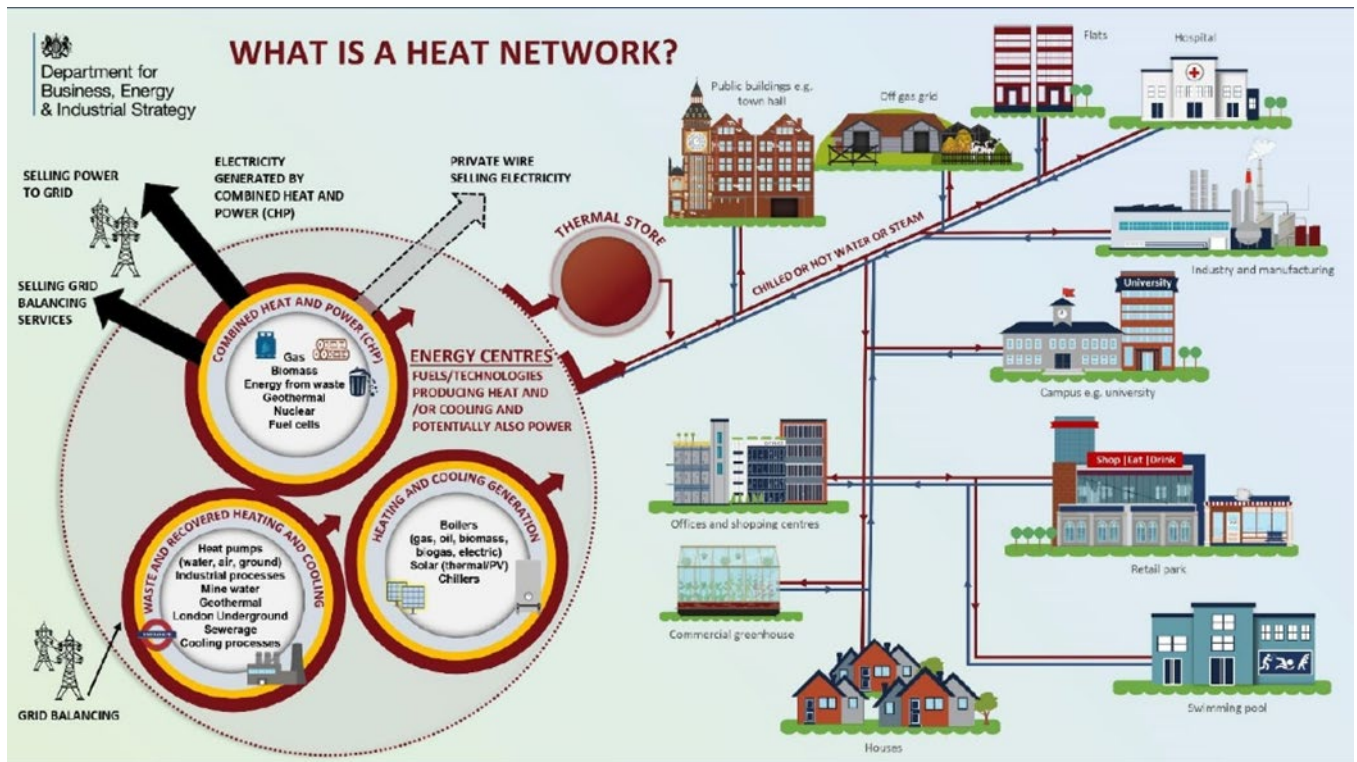 Department for
Business, Energy
& Industrial Strategy
WHAT IS A HEAT NETWORK?
SELLING POWER
TO GRID
ELECTRICITY
GENERATED BY
COMBINED HEAT AND
POWER (CHP)
PRIVATE WIRE
SELLING ELECTRICITY
SELLING GRID
BALANCING
SERVICES
COMBINED HEAT AND POWER (CHP)
Gas
Biomass
Energy from waste
Geothermal
Nuclear
Fuel cells
THERMAL STORE
ENERGY CENTRES
FUELS/TECHNOLOGIES
PRODUCING HEAT AND
/OR COOLING AND
POTENTIALLY ALSO POWER
WASTE AND RECOVERED HEATING AND COOLING
Heat pumps
(water, air, ground)
Industrial processes
Mine water
Geothermal
London Underground
Sewerage
Cooling processes
HEATING AND COOLING GENERATION
Boilers
(gas, oil, biomass,
biogas, electric)
Solar (thermal/PV)
Chillers
GRID BALANCING
CHILLED OR HOT WATER OR STEAM
Public buildings e.g.
town hall
Off gas grid
Flats
Hospital
Industry and manufacturing
University
Campus e.g. university
Offices and shopping centres
Shop | Eat | Drink
Retail park
Commercial greenhouse
Houses
Swimming pool